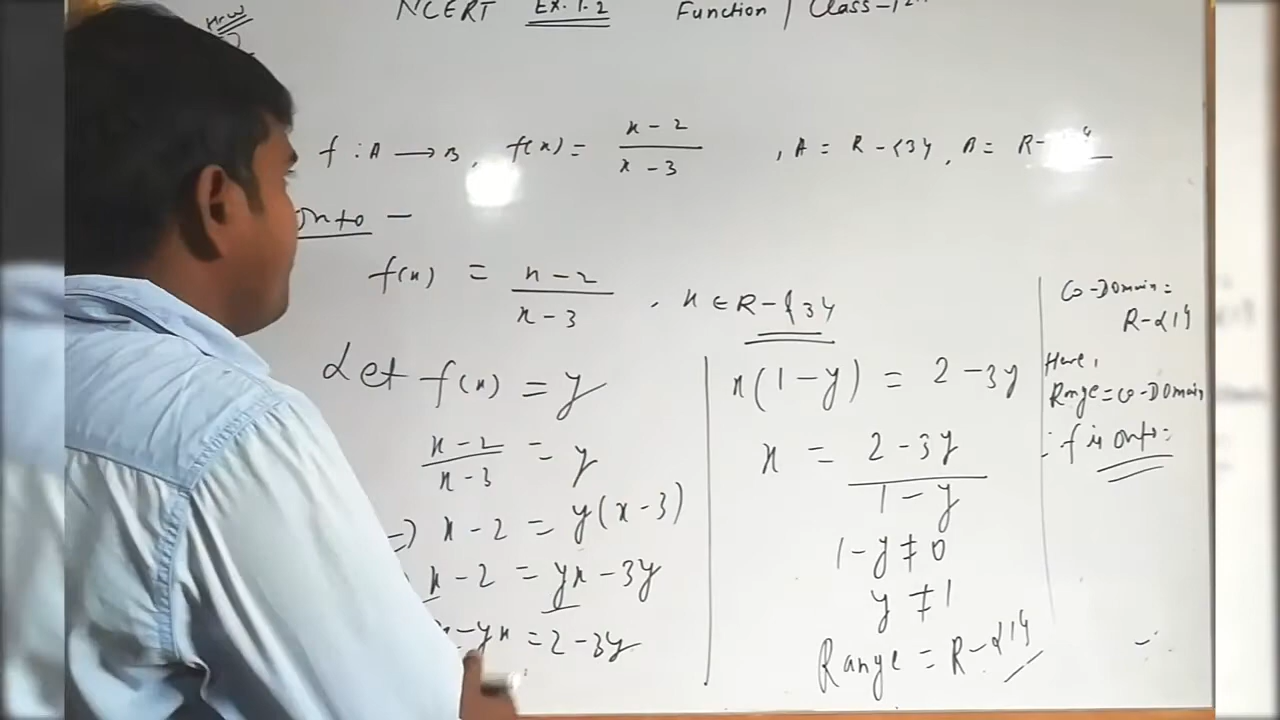 H.W
NCERT Ex. 1.2 Function / Class-12th
f : A → B, f(x) = x-2 / x-3 , A = R-{3}, B = R-
onto -
f(x) = x-2 / x-3 , x ∈ R-{3}
Let f(x) = y
x-2 / x-3 = y
=) x-2 = y(x-3)
x-2 = yx-3y
x-yx = 2-3y
x(1-y) = 2-3y
x = 2-3y / 1-y
1-y ≠ 0
y ≠ 1
Range = R-{1}
Co-Domain =
R-{1}
Here,
Range = Co-Domain
∴ f is onto: